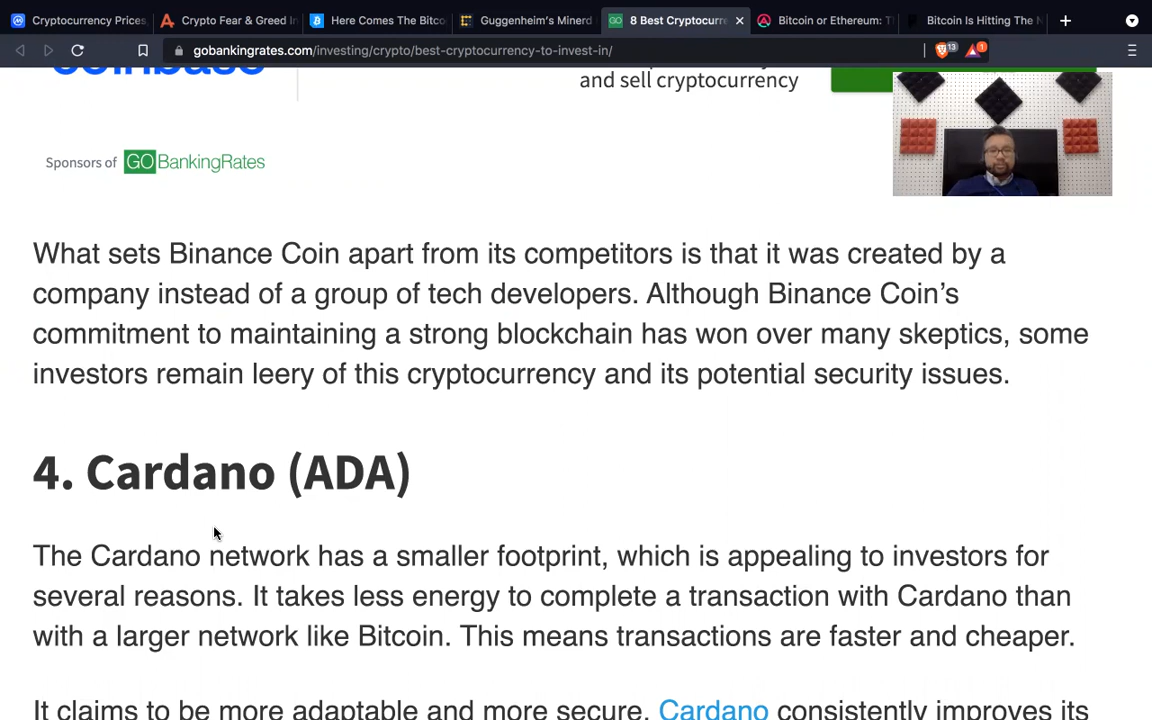 Cryptocurrency Prices,
Crypto Fear & Greed In
Here Comes The Bitco
Guggenheim's Minerd
GO
8 Best Cryptocurre
Bitcoin or Ethereum: T
Bitcoin Is Hitting The N
gobankingrates.com/investing/crypto/best-cryptocurrency-to-invest-in/
13
1
coinbase
and sell cryptocurrency
Sponsors of GOBankingRates
What sets Binance Coin apart from its competitors is that it was created by a
company instead of a group of tech developers. Although Binance Coin’s
commitment to maintaining a strong blockchain has won over many skeptics, some
investors remain leery of this cryptocurrency and its potential security issues.
4. Cardano (ADA)
The Cardano network has a smaller footprint, which is appealing to investors for
several reasons. It takes less energy to complete a transaction with Cardano than
with a larger network like Bitcoin. This means transactions are faster and cheaper.
It claims to be more adaptable and more secure. Cardano consistently improves its